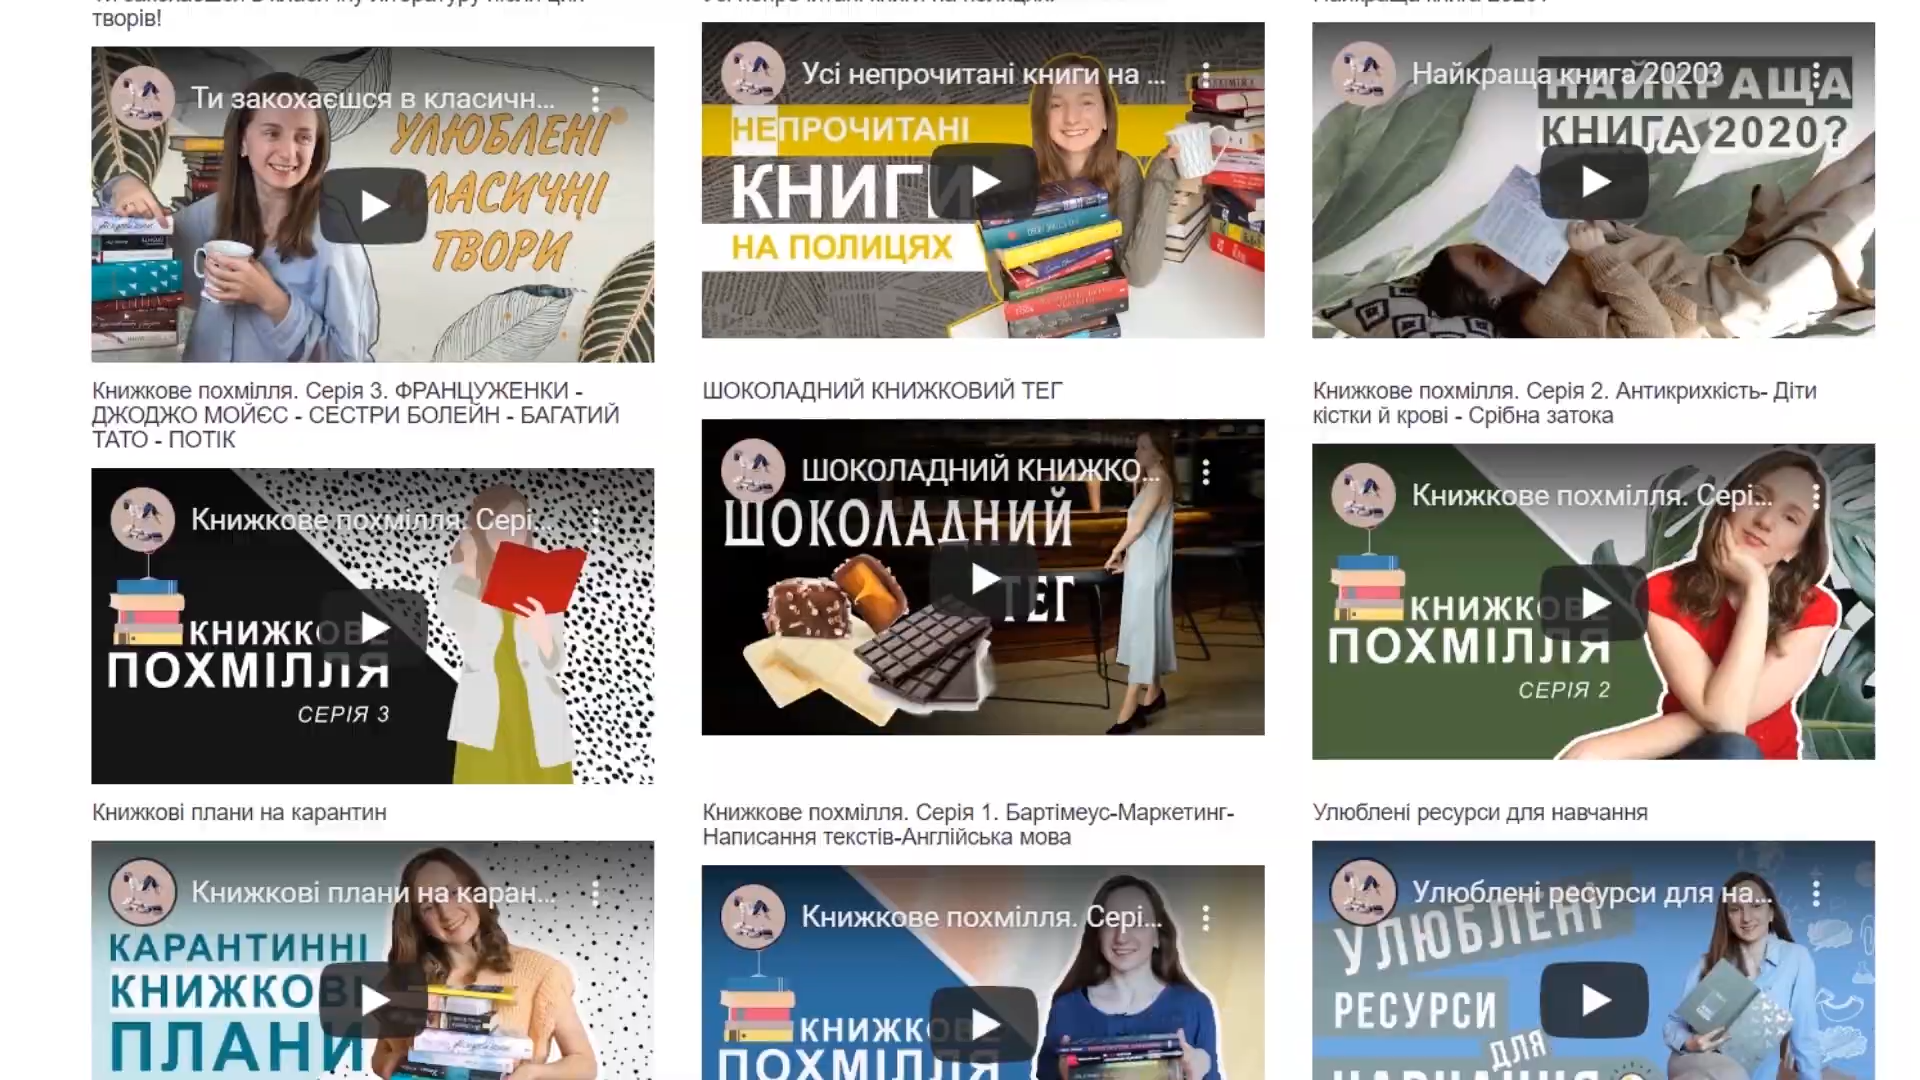 творів!
Ти закохаєшся в класичн...
УЛЮБЛЕНІ
КЛАСИЧНІ
ТВОРИ
Усі непрочитані книги на ...
НЕПРОЧИТАНІ
КНИГИ
НА ПОЛИЦЯХ
Найкраща книга 2020?
НАЙКРАЩА
КНИГА 2020?
Книжкове похмілля. Серія 3. ФРАНЦУЖЕНКИ -
ДЖОДЖО МОЙЄС - СЕСТРИ БОЛЕЙН - БАГАТИЙ
ТАТО - ПОТІК
Книжкове похмілля. Сері...
КНИЖКОВЕ
ПОХМІЛЛЯ
СЕРІЯ 3
ШОКОЛАДНИЙ КНИЖКОВИЙ ТЕГ
ШОКОЛАДНИЙ КНИЖКО...
ШОКОЛАДНИЙ
ТЕГ
Книжкове похмілля. Серія 2. Антикрихкість- Діти
кістки й крові - Срібна затока
Книжкове похмілля. Сері...
КНИЖКОВЕ
ПОХМІЛЛЯ
СЕРІЯ 2
Книжкові плани на карантин
Книжкові плани на каран...
КАРАНТИННІ
КНИЖКОВІ
ПЛАНИ
Книжкове похмілля. Серія 1. Бартімеус-Маркетинг-
Написання текстів-Англійська мова
Книжкове похмілля. Сері...
КНИЖКОВЕ
ПОХМІЛЛЯ
Улюблені ресурси для навчання
Улюблені ресурси для на...
УЛЮБЛЕНІ
РЕСУРСИ
ДЛЯ